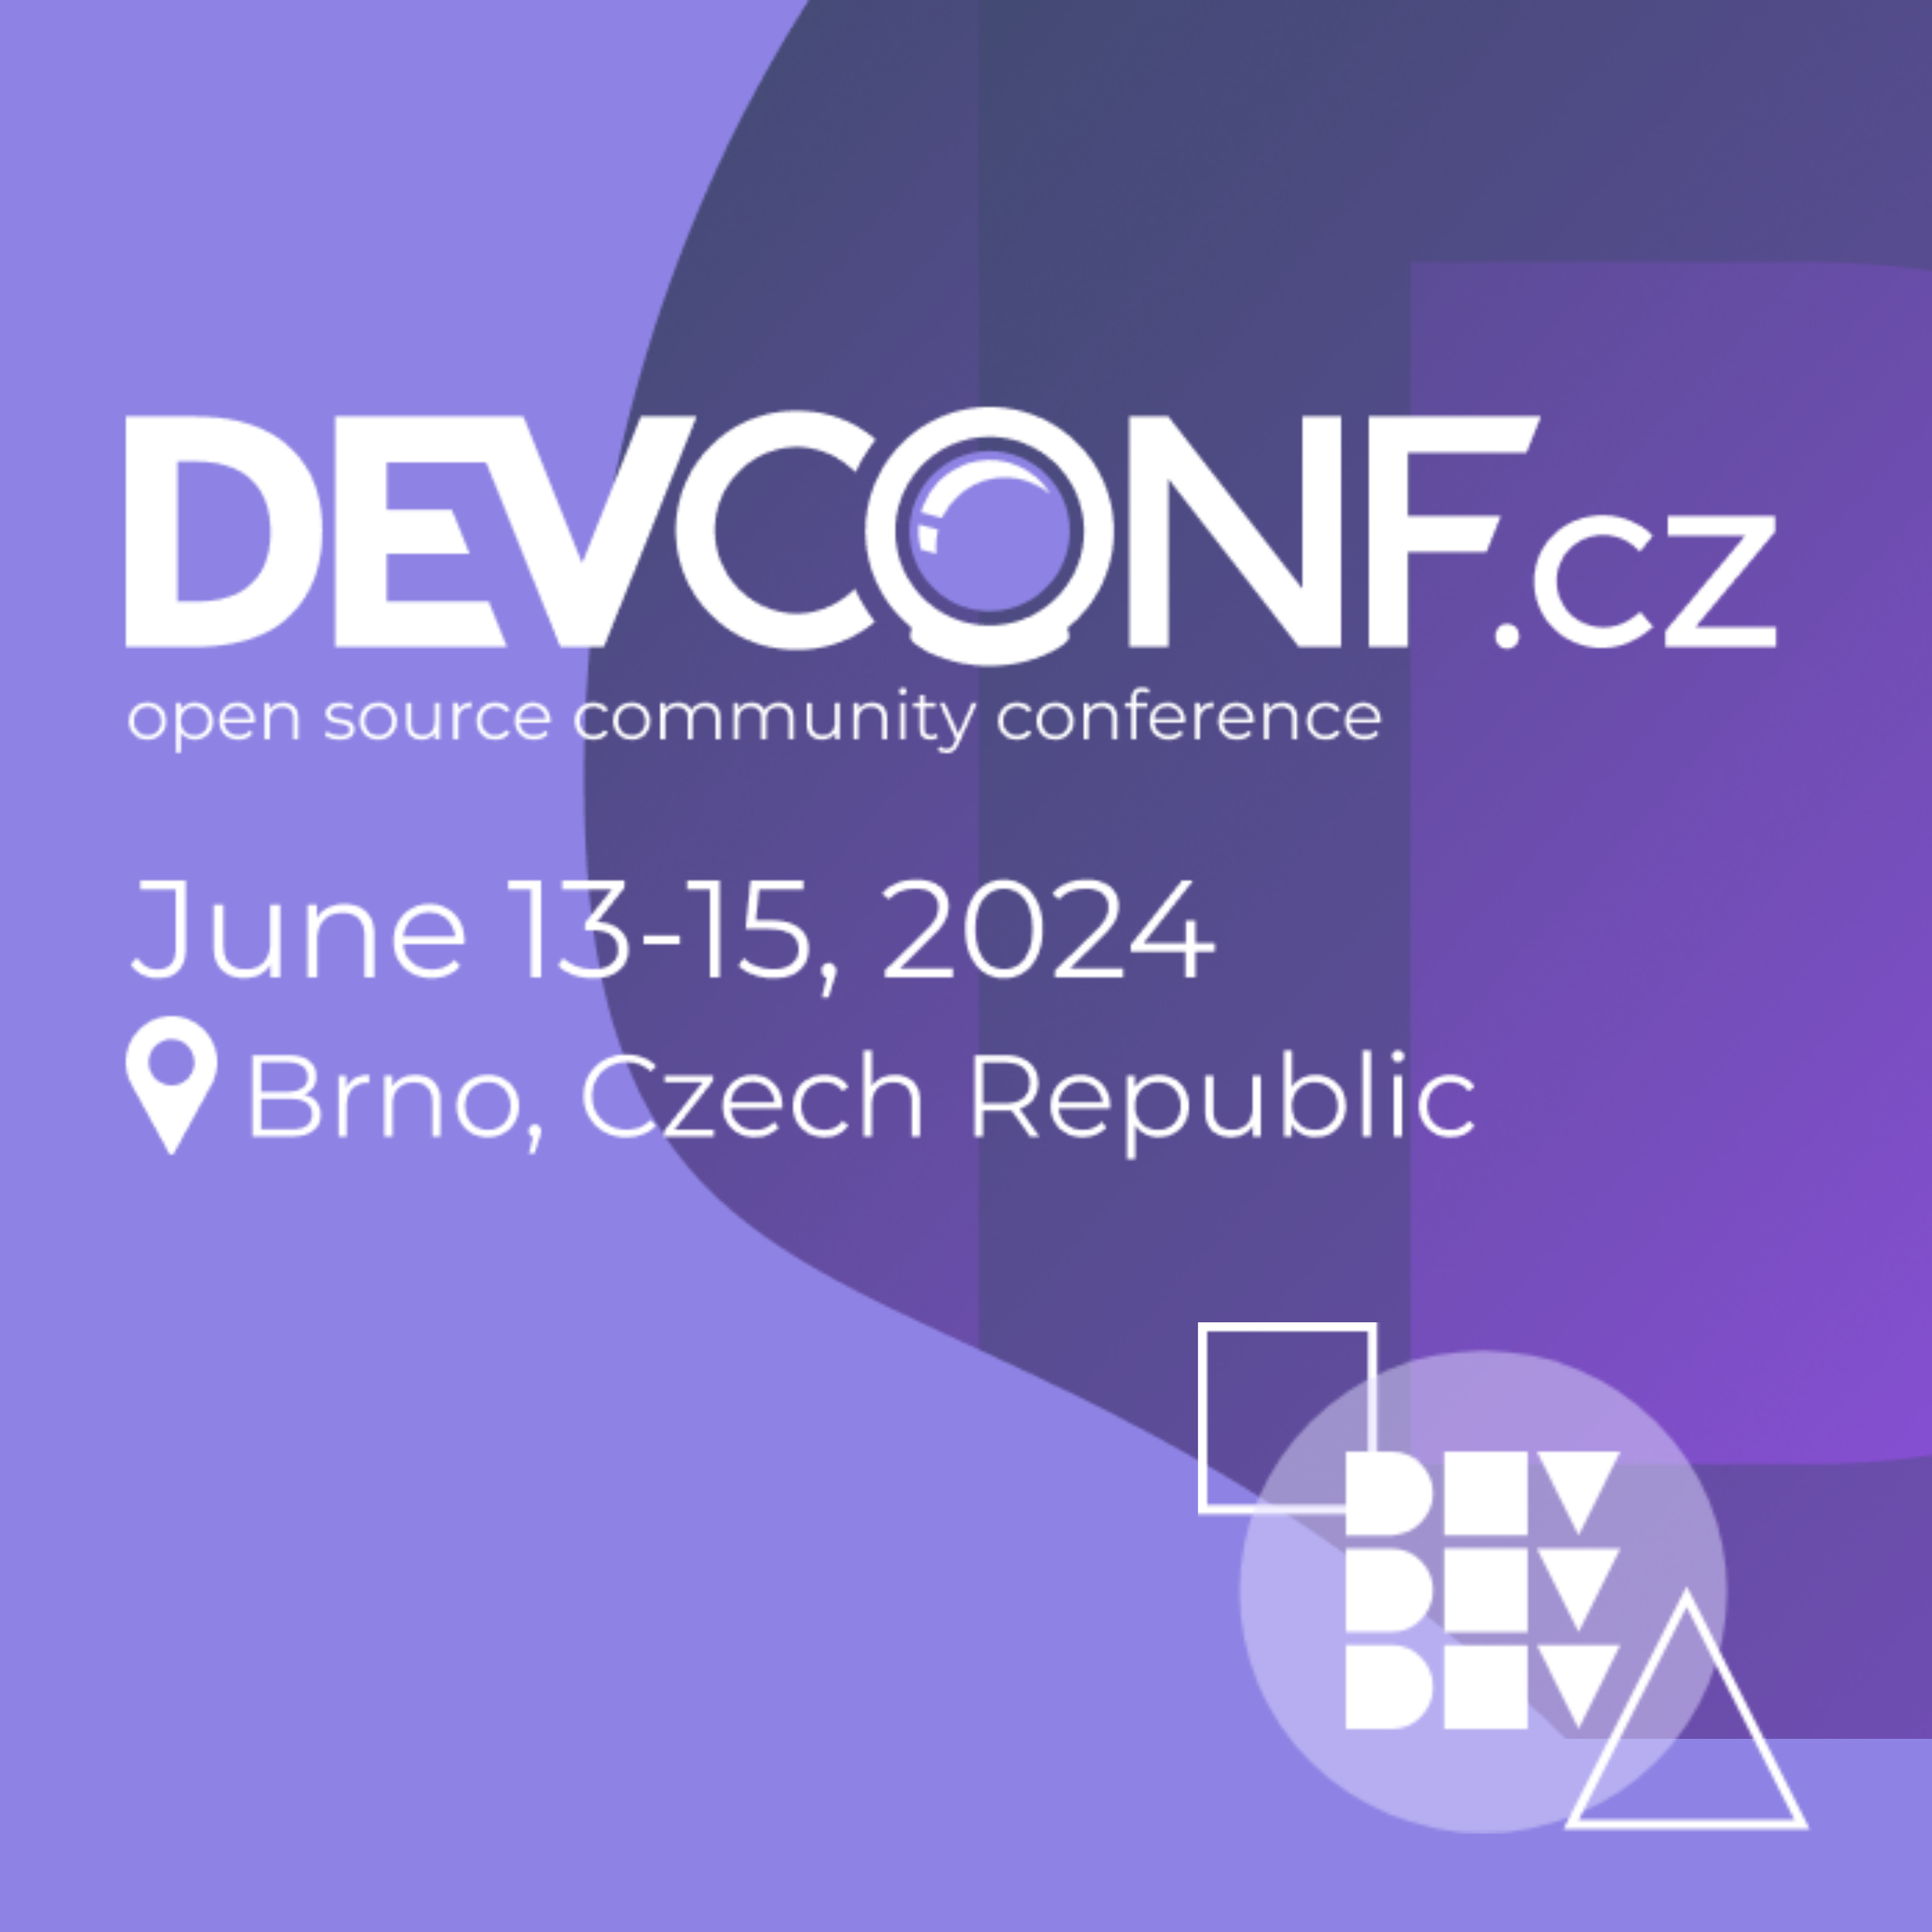 DEVCONF.cz
open source community conference
June 13-15, 2024
Brno, Czech Republic
DEV
DEV
DEV